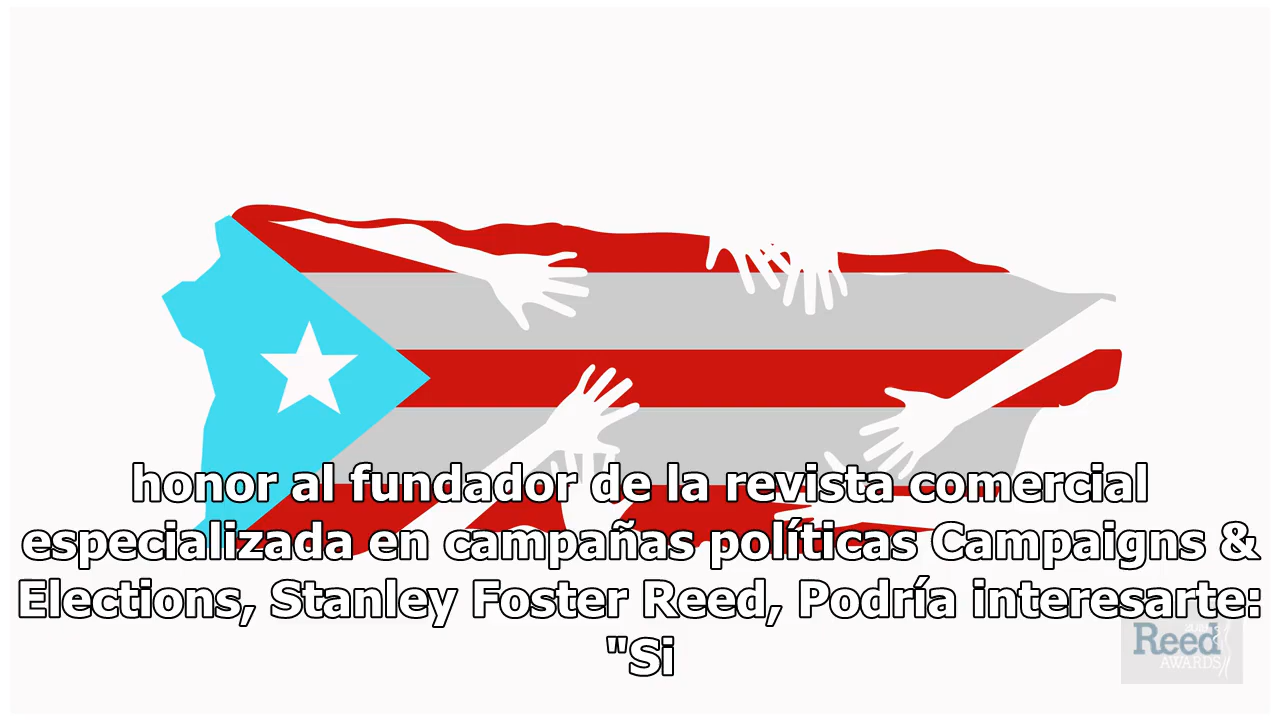 honor al fundador de la revista comercial
especializada en campañas políticas Campaigns &
Elections, Stanley Foster Reed, Podría interesarte:
"Si
Reed
AWARDS